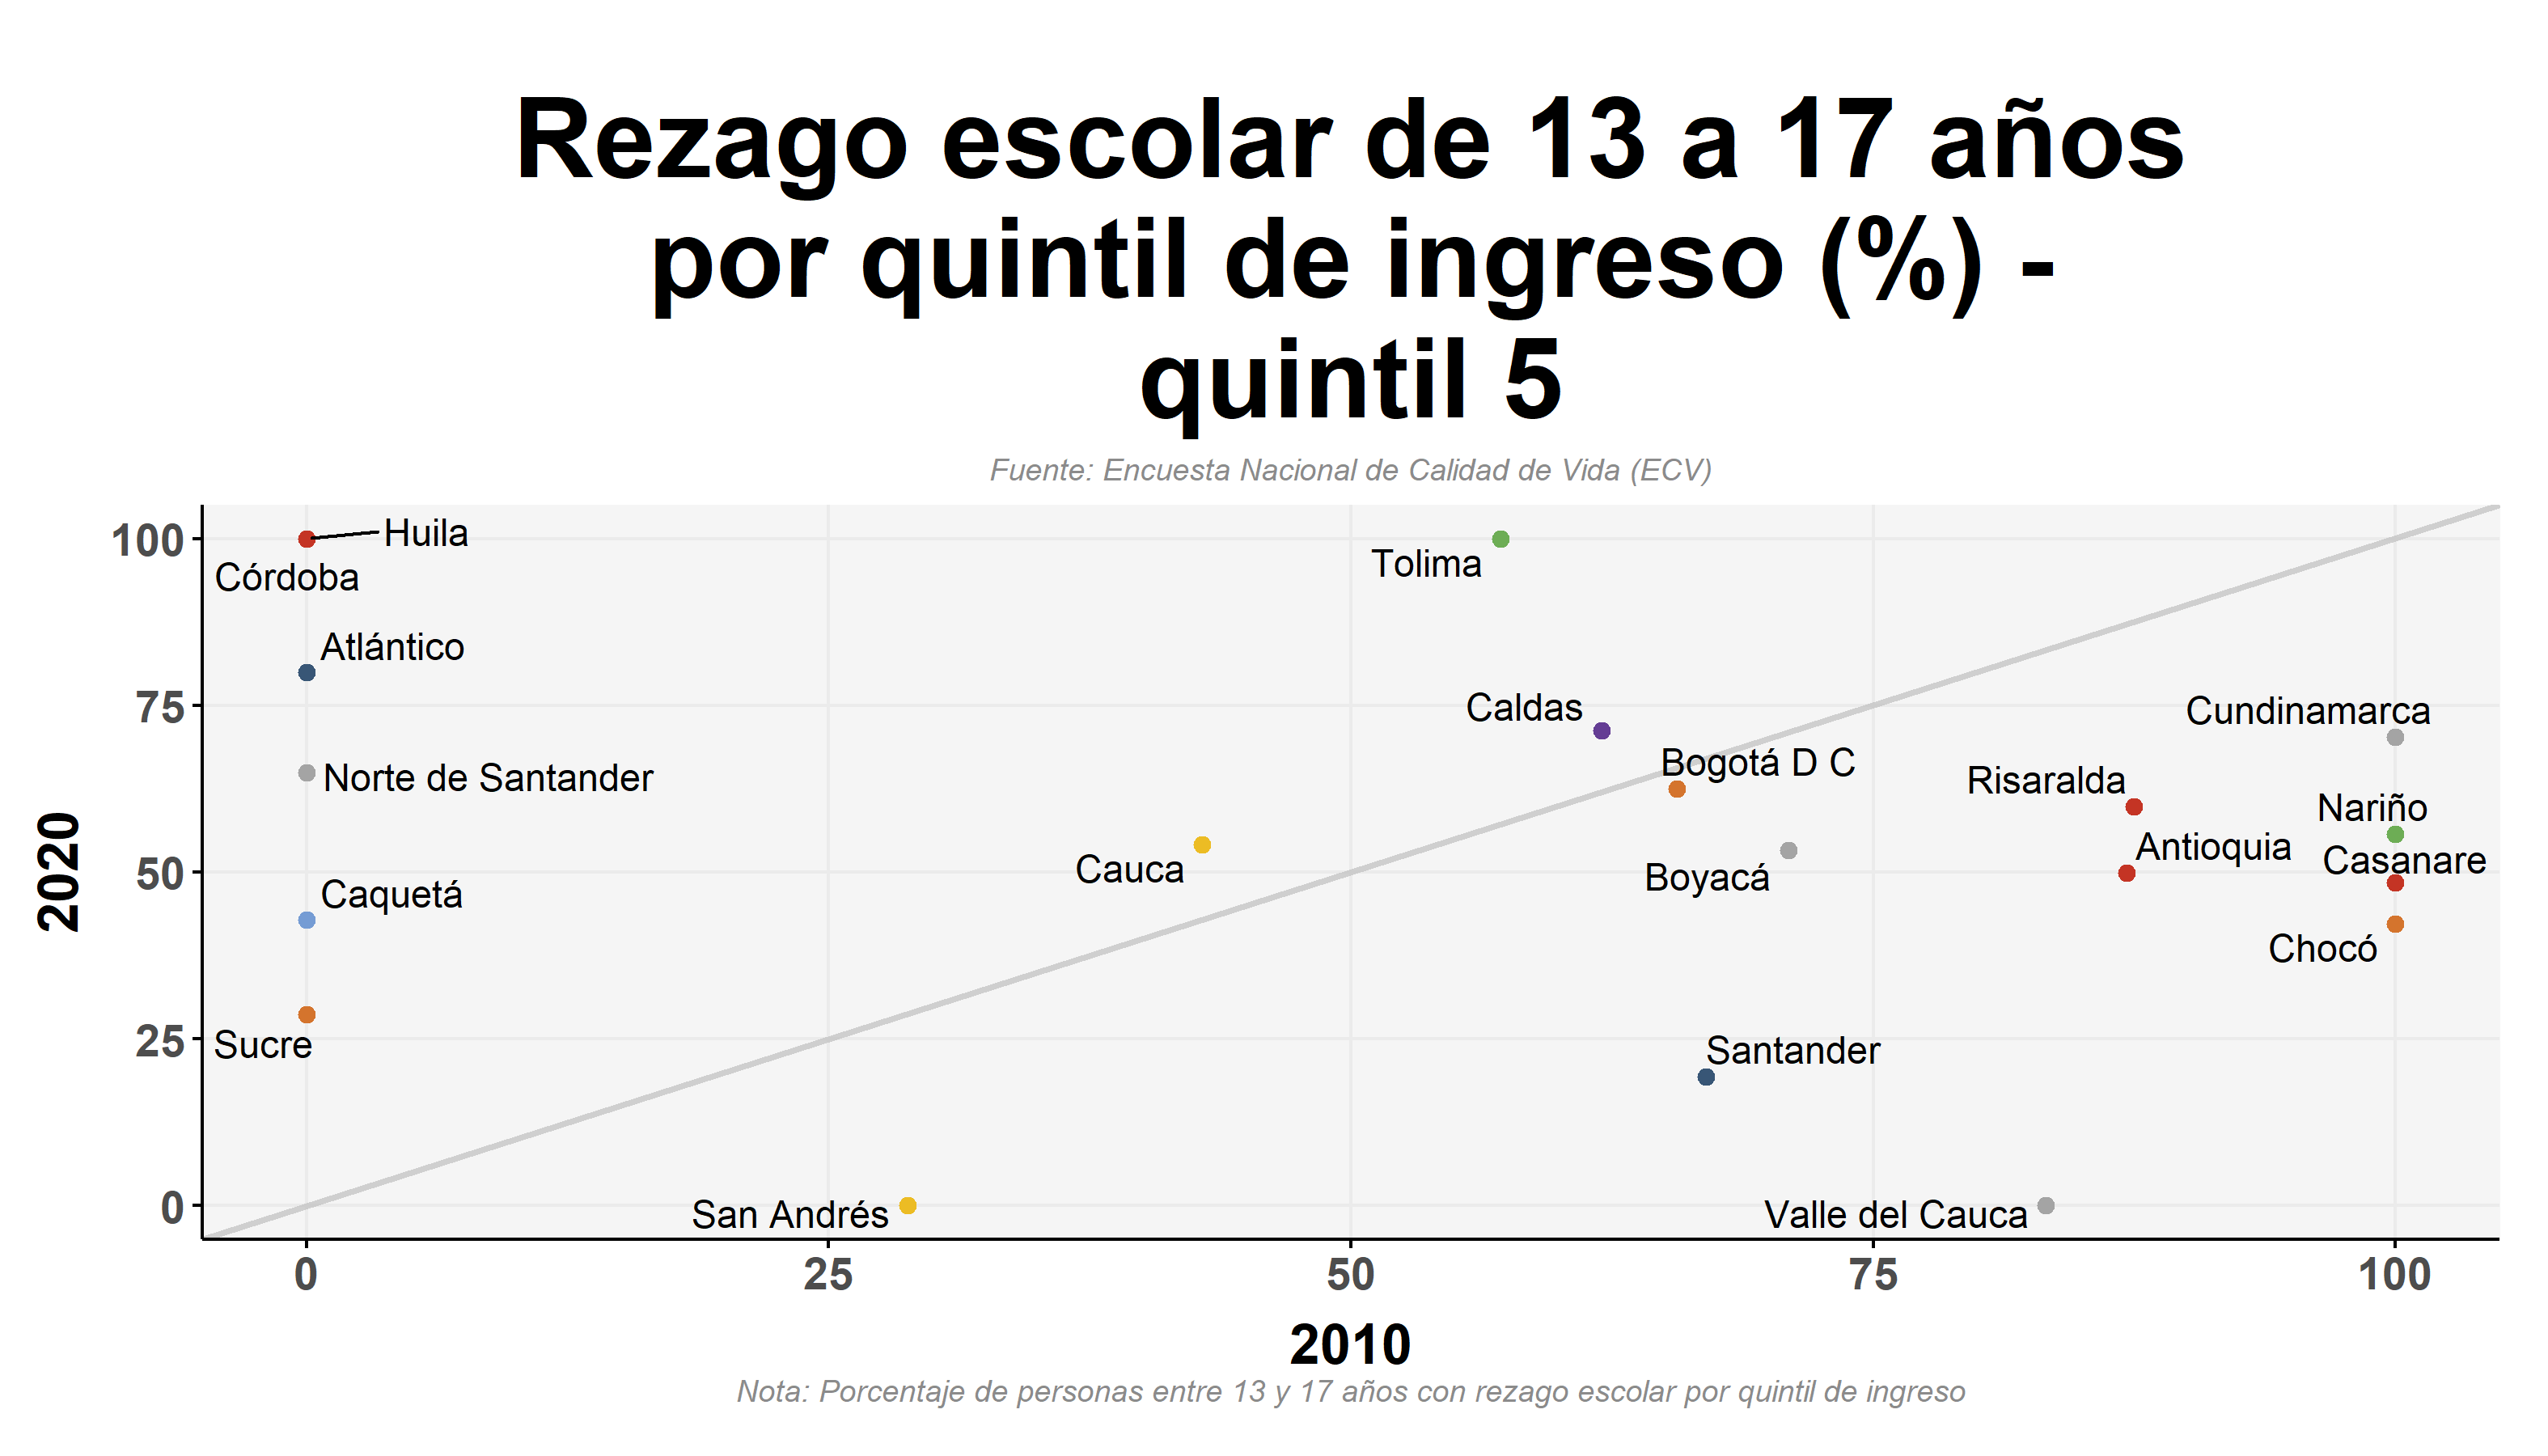 Rezago escolar de 13 a 17 años
por quintil de ingreso (%) -
quintil 5
Fuente: Encuesta Nacional de Calidad de Vida (ECV)
100
75
50
25
0
2020
Huila
Córdoba
Tolima
Atlántico
Caldas
Cundinamarca
Bogotá D C
Norte de Santander
Risaralda
Nariño
Antioquia
Casanare
Cauca
Boyacá
Caquetá
Chocó
Sucre
Santander
San Andrés
Valle del Cauca
0 25 50 75 100
2010
Nota: Porcentaje de personas entre 13 y 17 años con rezago escolar por quintil de ingreso